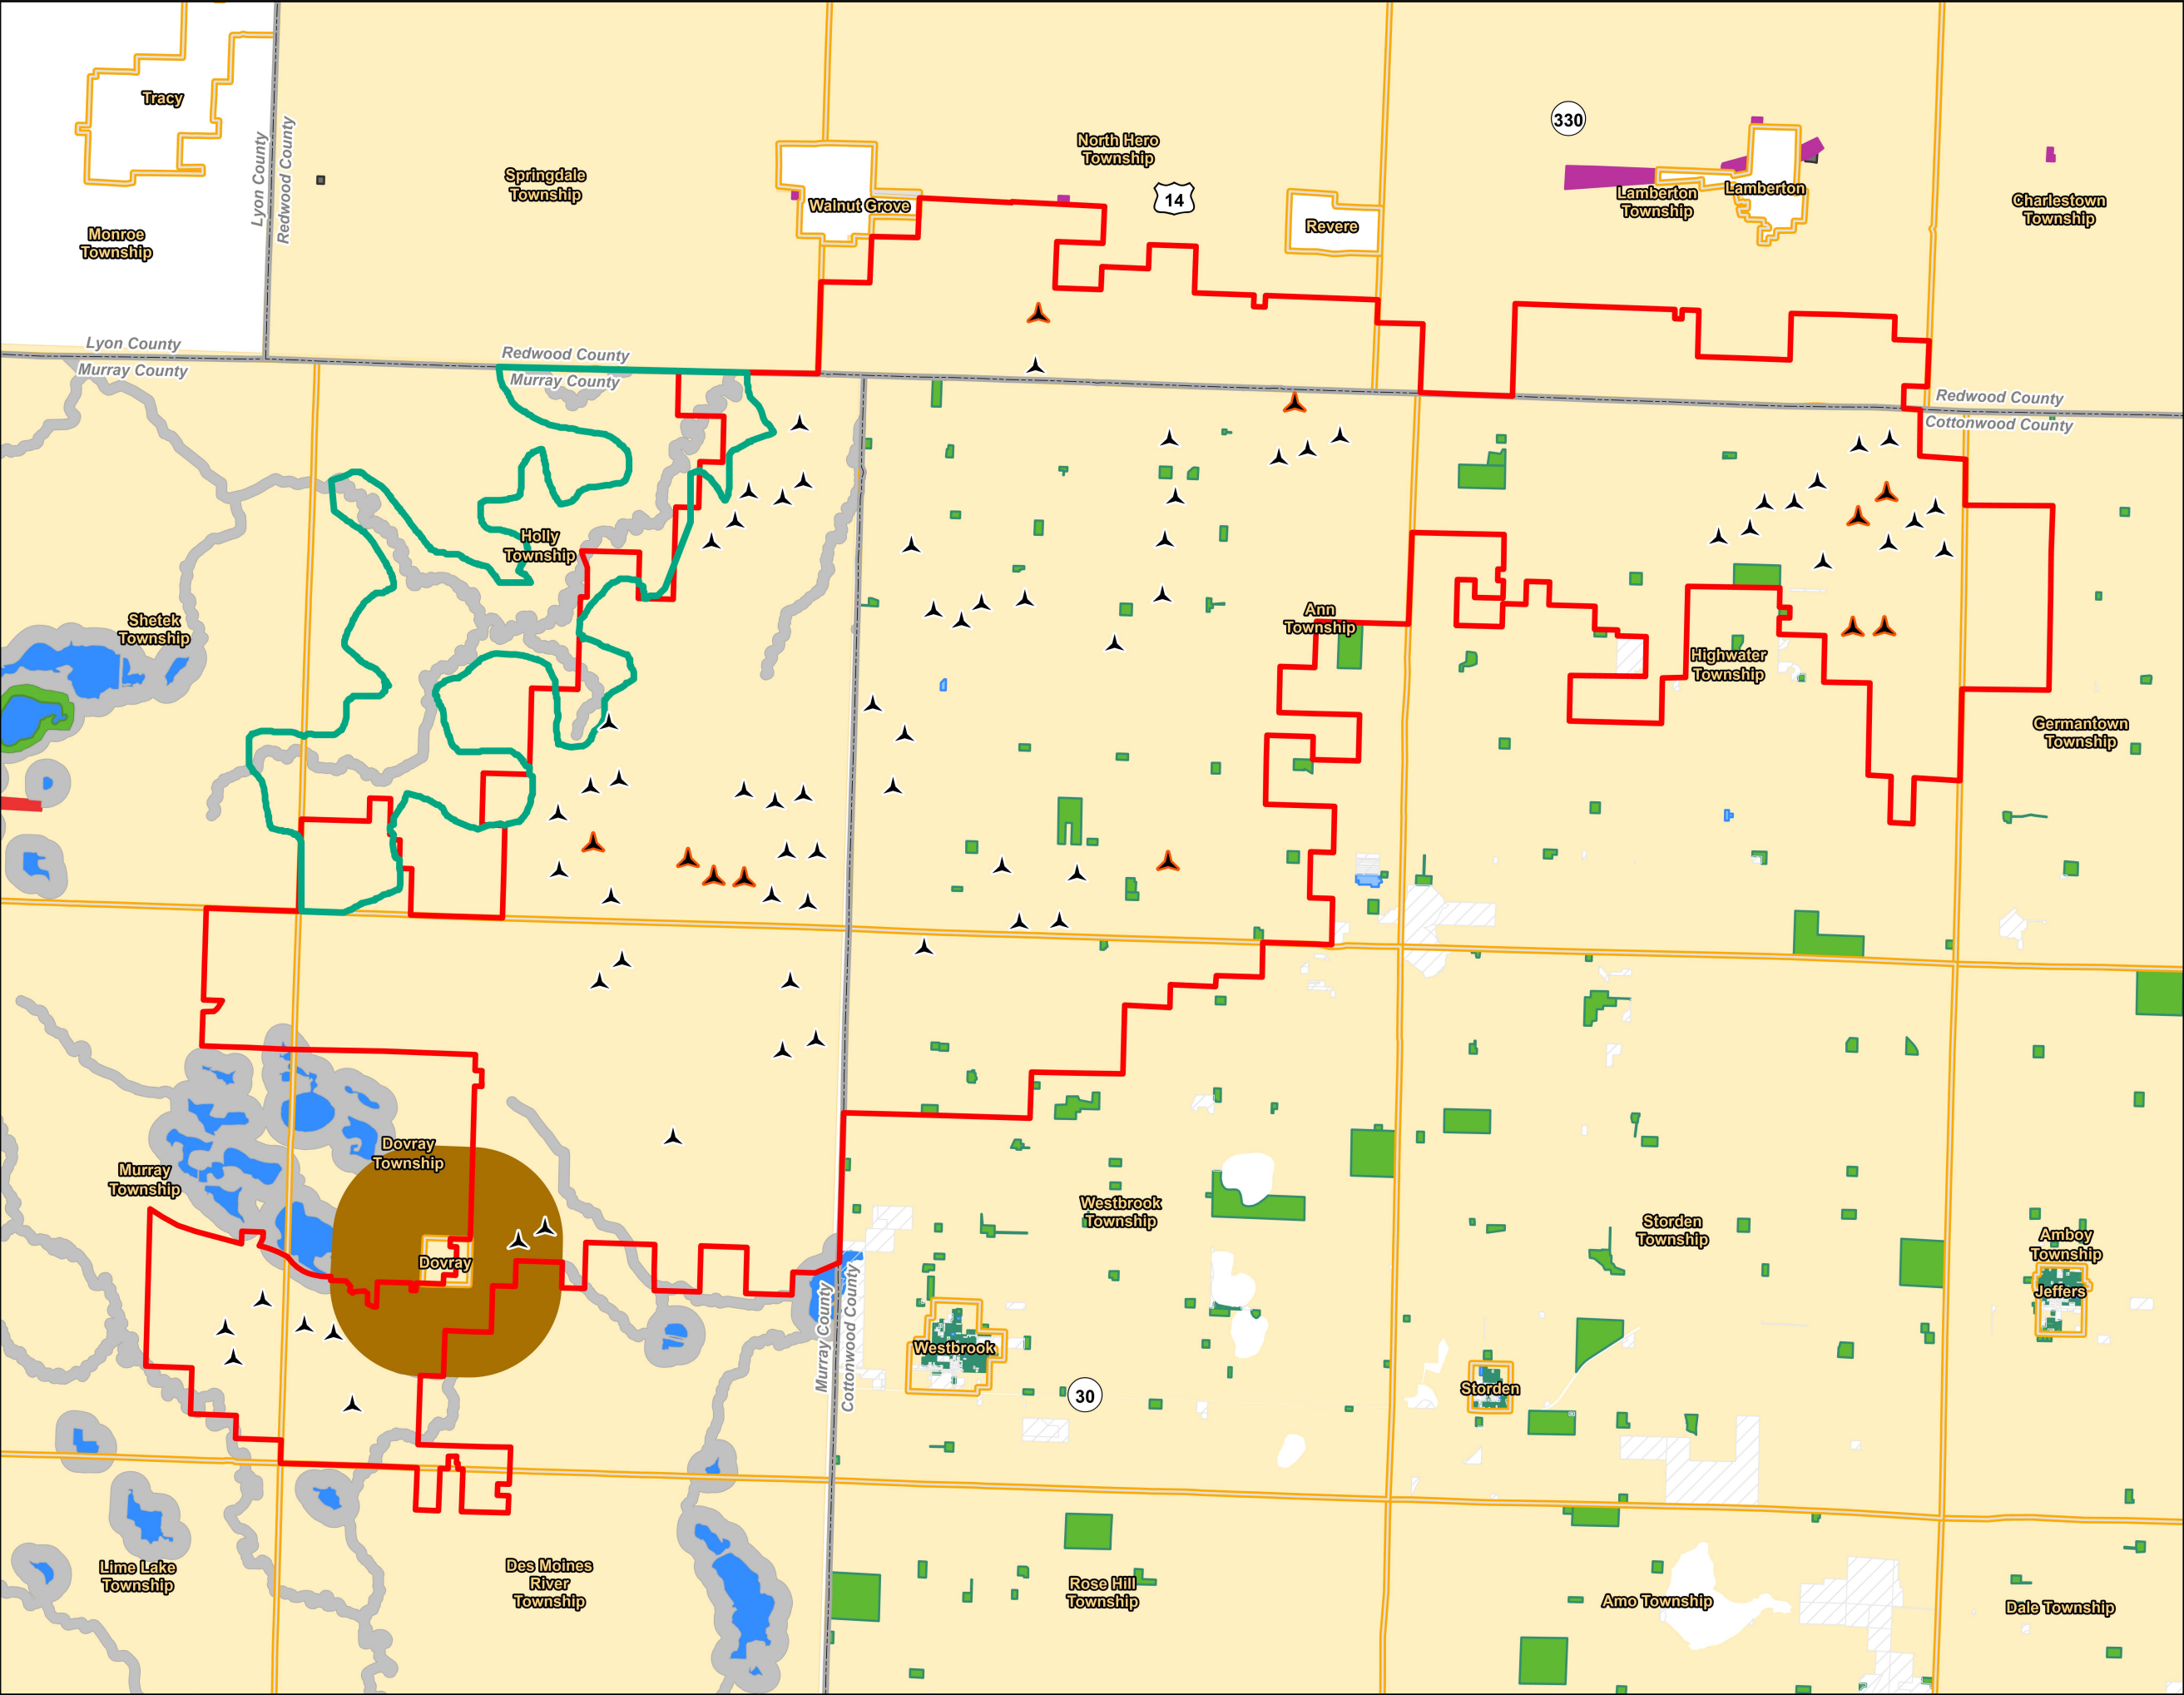 Tracy
Lyon County
Redwood County
Monroe
Township
Springdale
Township
Walnut Grove
North Hero
Township
14
Revere
330
Lamberton
Township
Lamberton
Charlestown
Township
Lyon County
Murray County
Redwood County
Murray County
Redwood County
Cottonwood County
Holly
Township
Shetek
Township
Ann
Township
Highwater
Township
Germantown
Township
Dovray
Township
Murray
Township
Dovray
Westbrook
Township
Storden
Township
Amboy
Township
Jeffers
Murray County
Cottonwood County
Westbrook
30
Storden
Lime Lake
Township
Des Moines
River
Township
Rose Hill
Township
Amo Township
Dale Township